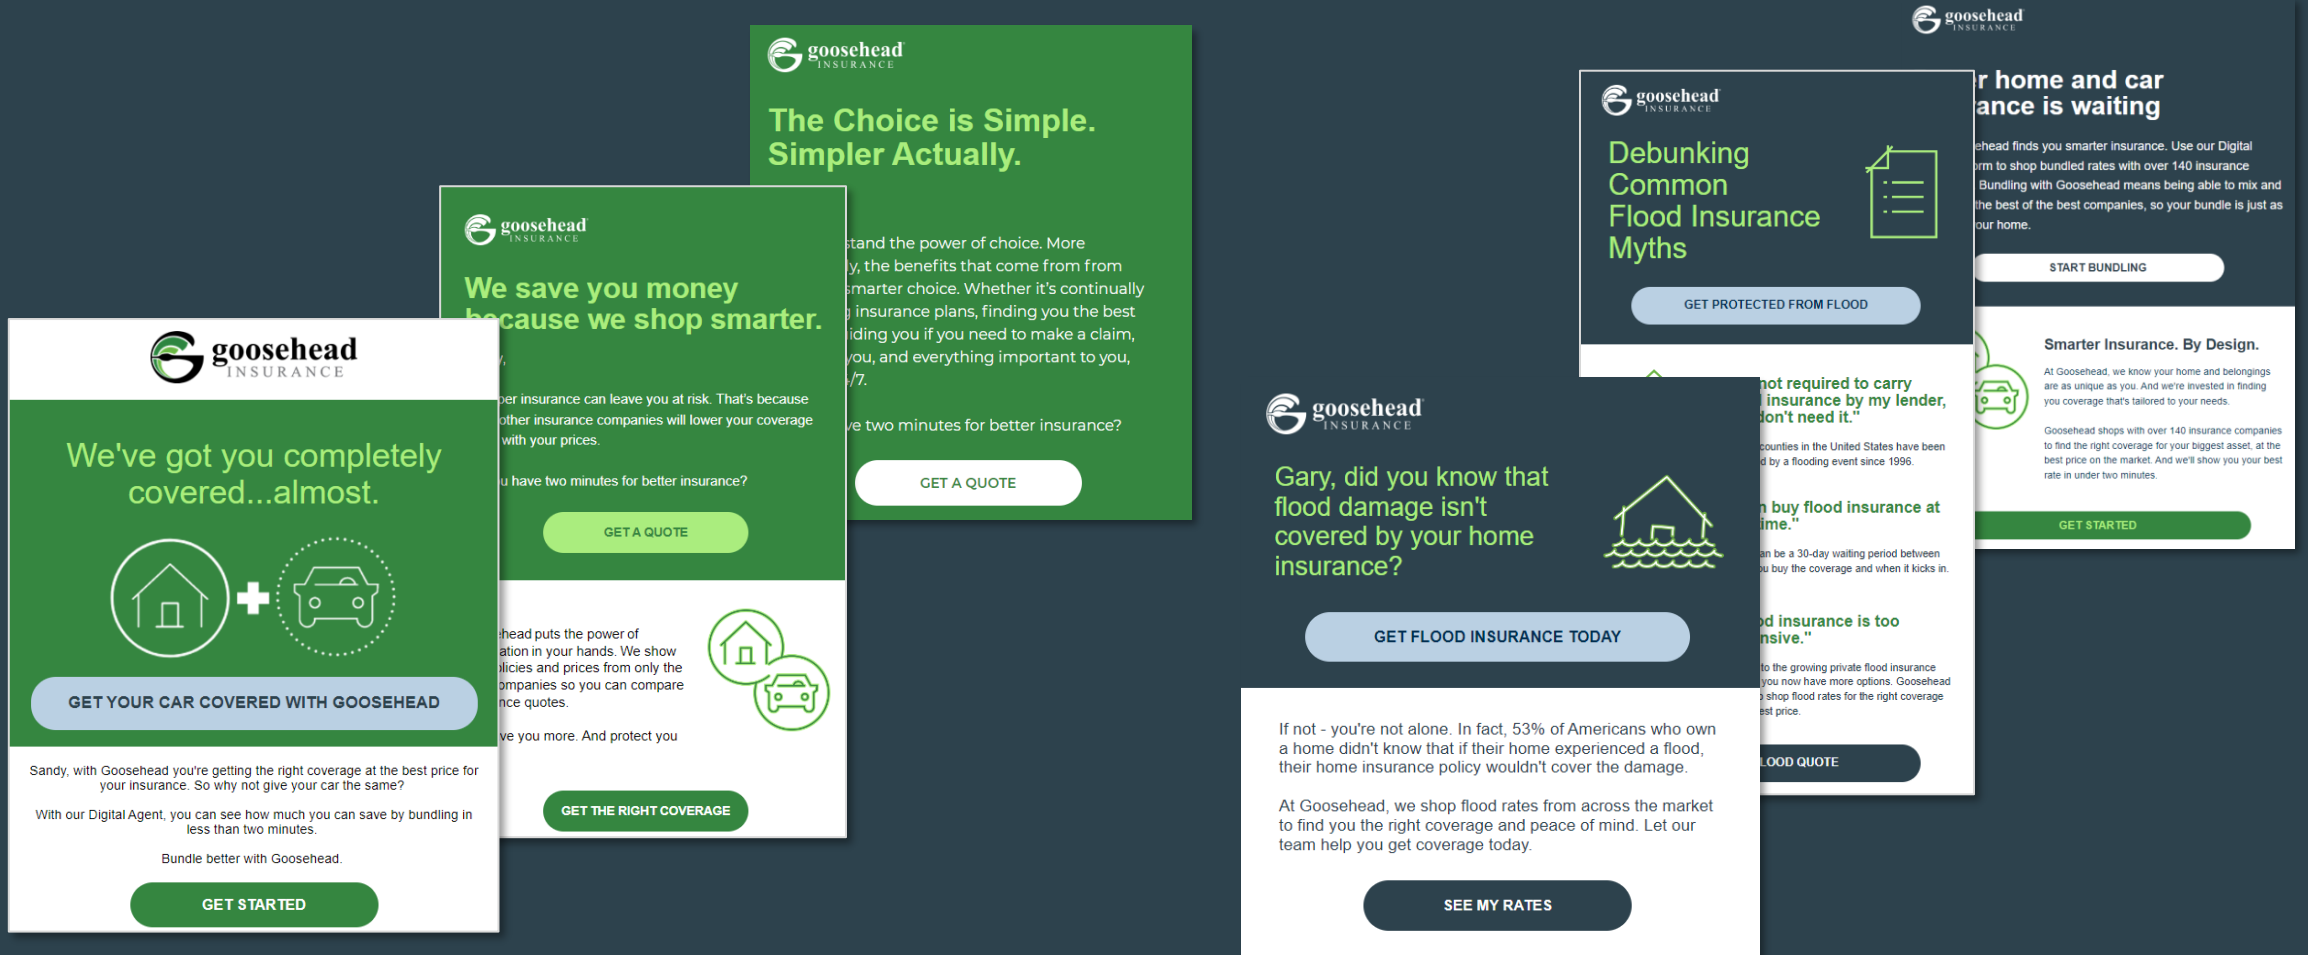 goosehead
INSURANCE
We've got you completely
covered...almost.
GET YOUR CAR COVERED WITH GOOSEHEAD
Sandy, with Goosehead you're getting the right coverage at the best price for
your insurance. So why not give your car the same?
With our Digital Agent, you can see how much you can save by bundling in
less than two minutes.
Bundle better with Goosehead.
GET STARTED
goosehead
INSURANCE
We save you money
because we shop smarter.
insurance can leave you at risk. That's because
other insurance companies will lower your coverage
with your prices.
have two minutes for better insurance?
GET A QUOTE
puts the power of
in your hands. We show
and prices from only the
so you can compare
quotes.
you more. And protect you
GET THE RIGHT COVERAGE
goosehead
INSURANCE
The Choice is Simple.
Simpler Actually.
the power of choice. More
the benefits that come from from
smarter choice. Whether it's continually
insurance plans, finding you the best
if you need to make a claim,
you, and everything important to you,
/7.
two minutes for better insurance?
GET A QUOTE
goosehead
INSURANCE
Gary, did you know that
flood damage isn't
covered by your home
insurance?
GET FLOOD INSURANCE TODAY
If not - you're not alone. In fact, 53% of Americans who own
a home didn't know that if their home experienced a flood,
their home insurance policy wouldn't cover the damage.
At Goosehead, we shop flood rates from across the market
to find you the right coverage and peace of mind. Let our
team help you get coverage today.
SEE MY RATES
goosehead
INSURANCE
Debunking
Common
Flood Insurance
Myths
GET PROTECTED FROM FLOOD
not required to carry
insurance by my lender,
don't need it."
counties in the United States have been
by a flooding event since 1996.
buy flood insurance at
time."
be a 30-day waiting period between
buy the coverage and when it kicks in.
insurance is too
to the growing private flood insurance
you now have more options. Goosehead
shop flood rates for the right coverage
price.
QUOTE
goosehead
INSURANCE
home and car
is waiting
finds you smarter insurance. Use our Digital
to shop bundled rates with over 140 insurance
Bundling with Goosehead means being able to mix and
the best of the best companies, so your bundle is just as
home.
START BUNDLING
Smarter Insurance. By Design.
At Goosehead, we know your home and belongings
are as unique as you. And we're invested in finding
you coverage that's tailored to your needs.
Goosehead shops with over 140 insurance companies
to find the right coverage for your biggest asset, at the
best price on the market. And we'll show you your best
rate in under two minutes.
GET STARTED